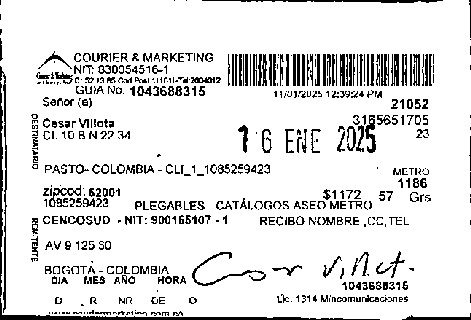 COURIER & MARKETING
NIT: 830054516-1
GUIA No. 1043688315
11/01/2025 12:39:24 PM
Señor (e) 21052
Cesar Villota 3165651705
Cl. 10 B N 22 34 23
16 ENE 2025
DESTINATARIO
PASTO- COLOMBIA - CLI_1_1085259423
METRO
1186
zipcod: 52001 $1172 57 Grs
1085259423 PLEGABLES CATÁLOGOS ASEO METRO
CENCOSUD - NIT: 900155107 - 1 RECIBO NOMBRE ,CC,TEL
REMITENTE
AV 9 125 30
BOGOTÁ - COLOMBIA
DIA MES AÑO HORA 1043688315
D R NR DE O Lic. 1314 Mincomunicaciones